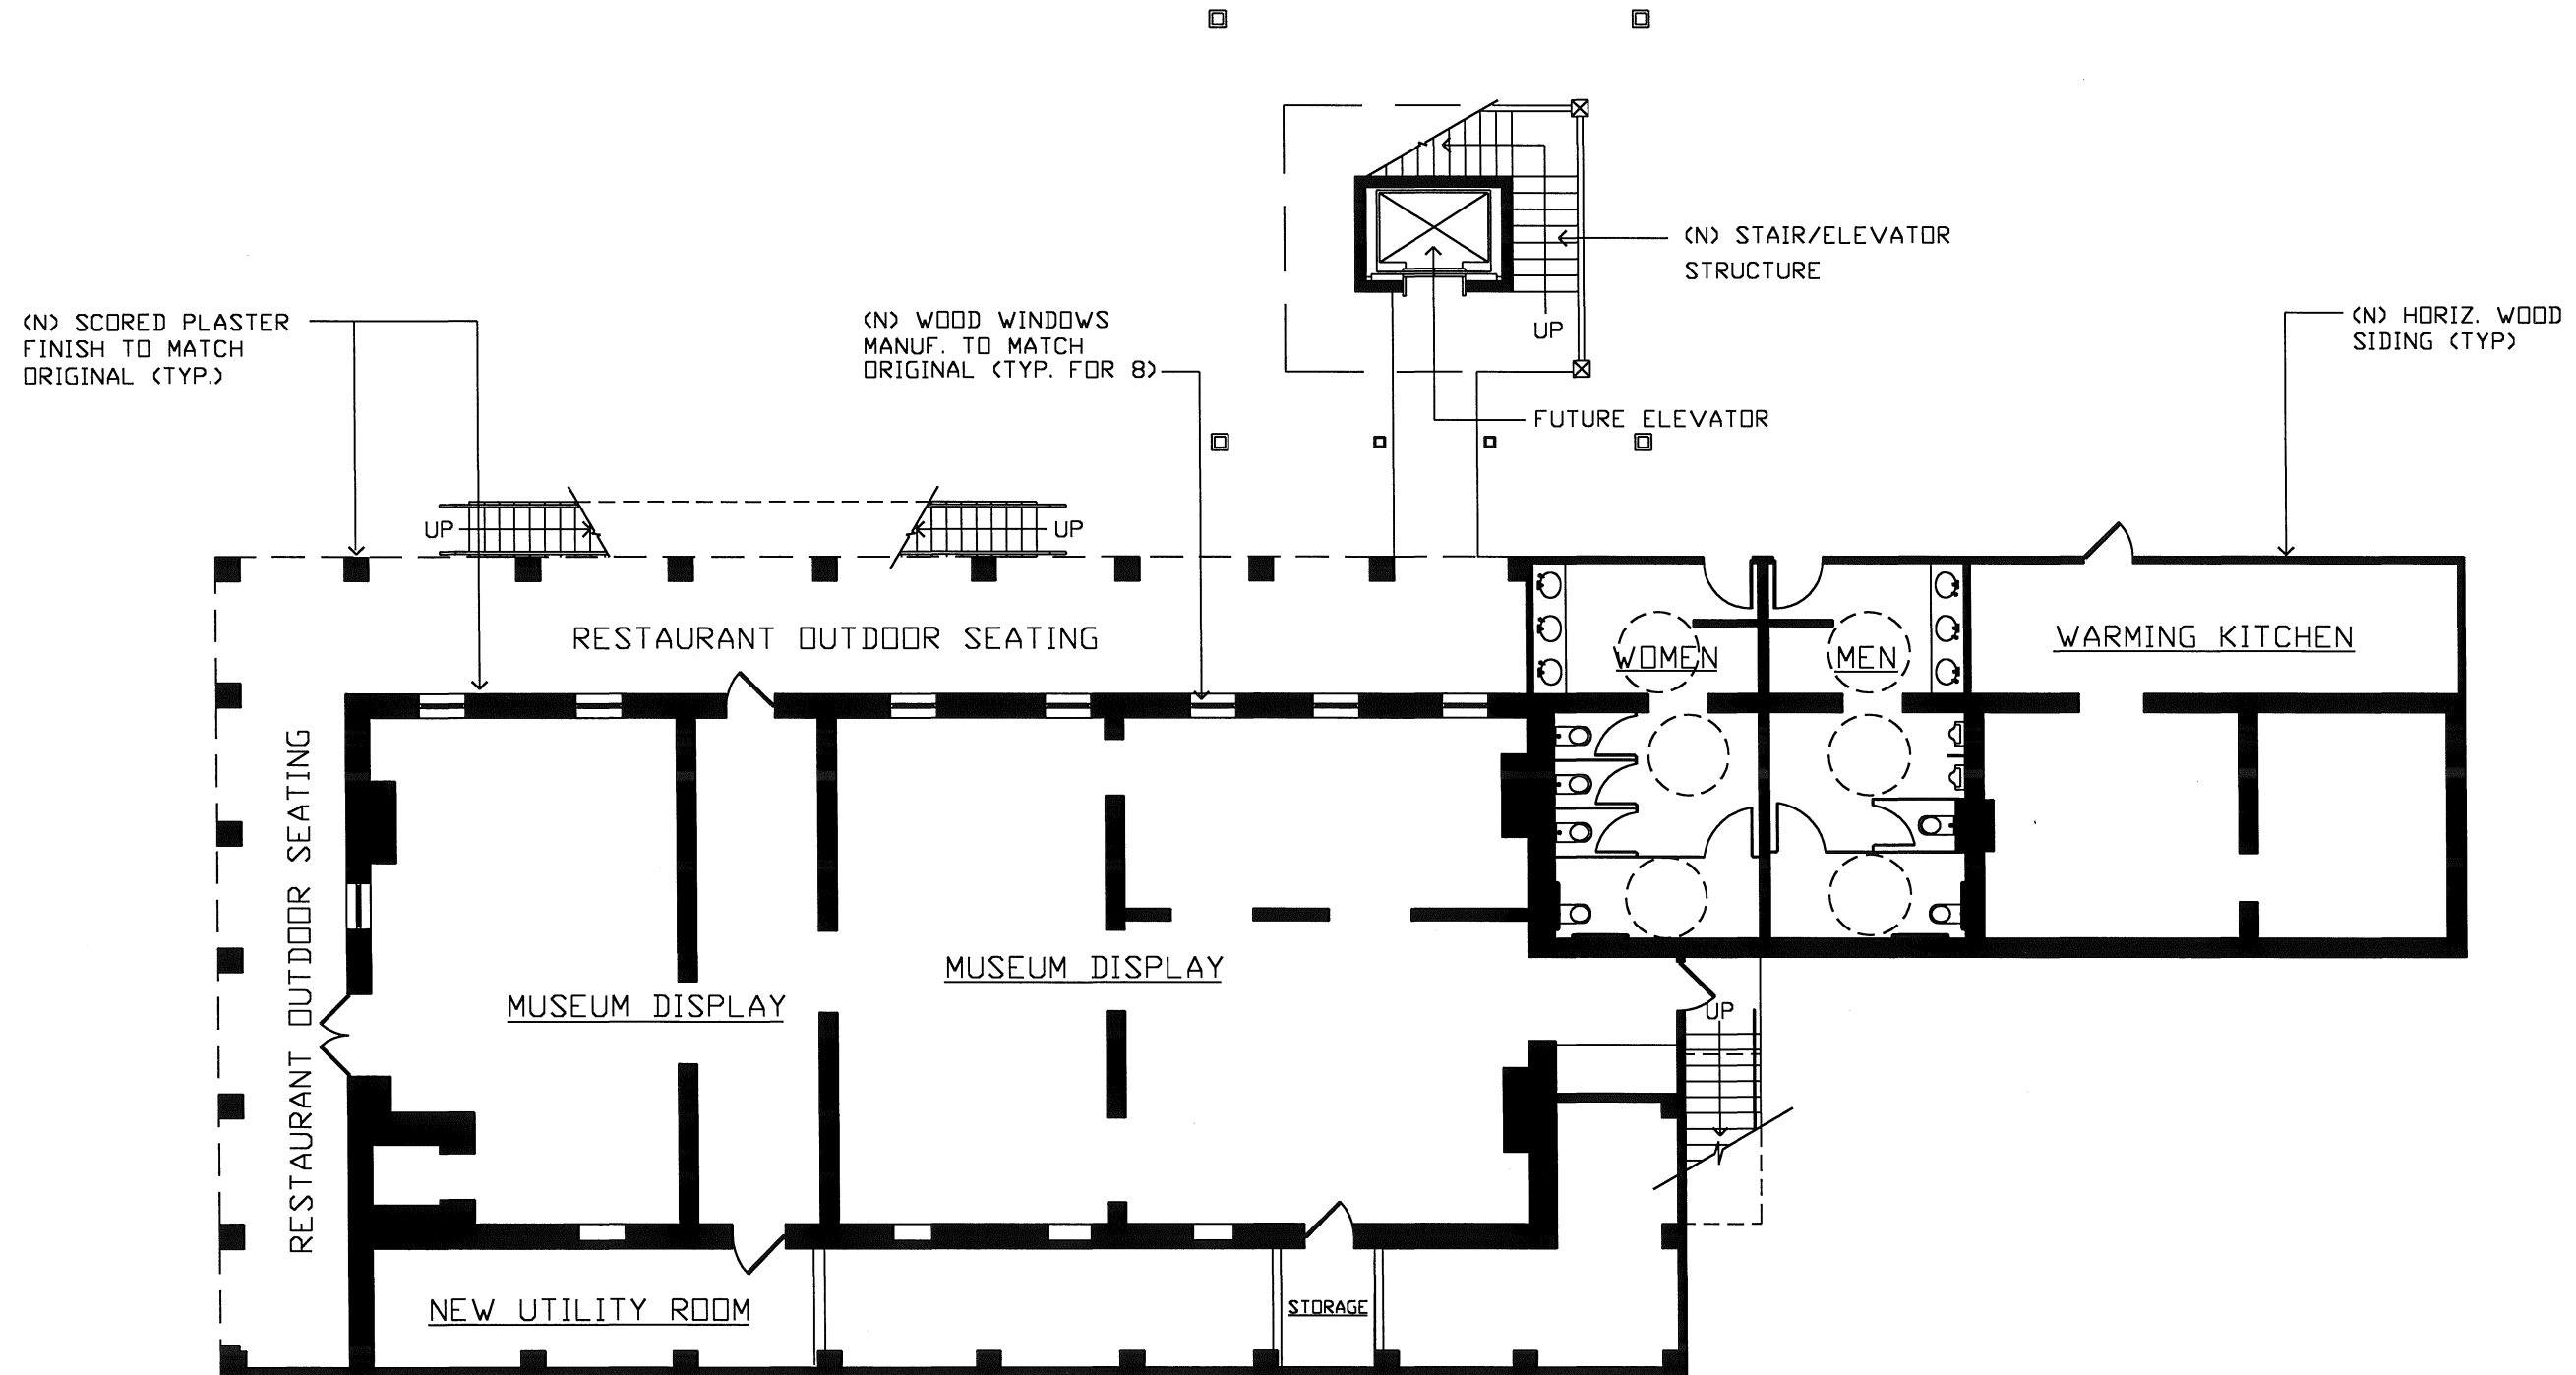 (N) STAIR/ELEVATOR
STRUCTURE
(N) SCORED PLASTER
FINISH TO MATCH
ORIGINAL (TYP.)
(N) WOOD WINDOWS
MANUF. TO MATCH
ORIGINAL (TYP. FOR 8)
UP
(N) HORIZ. WOOD
SIDING (TYP)
FUTURE ELEVATOR
UP
UP
RESTAURANT OUTDOOR SEATING
WOMEN
MEN
WARMING KITCHEN
RESTAURANT OUTDOOR SEATING
MUSEUM DISPLAY
MUSEUM DISPLAY
UP
NEW UTILITY ROOM
STORAGE